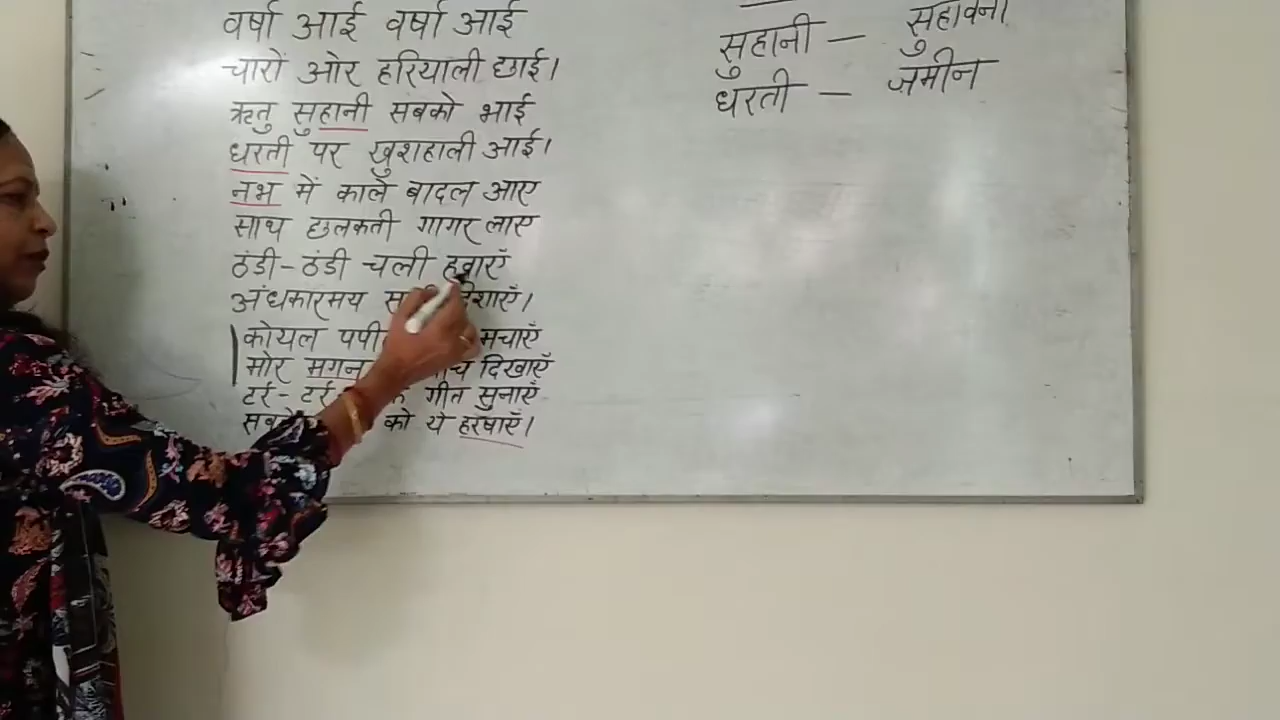 वर्षा आई वर्षा आई
चारों ओर हरियाली छाई।
ऋतु सुहानी सबको भाई
धरती पर खुशहाली आई।
नभ में काले बादल आए
साथ छलकती गागर लाए
ठंडी-ठंडी चली हवाएँ
अंधकारमय
कोयल मचाएँ
मोर मगन दिखाएँ
टर्र-टर्र गीत सुनाएँ
को ये हरषाएँ।
सुहानी - सुहावनी
धरती - जमीन